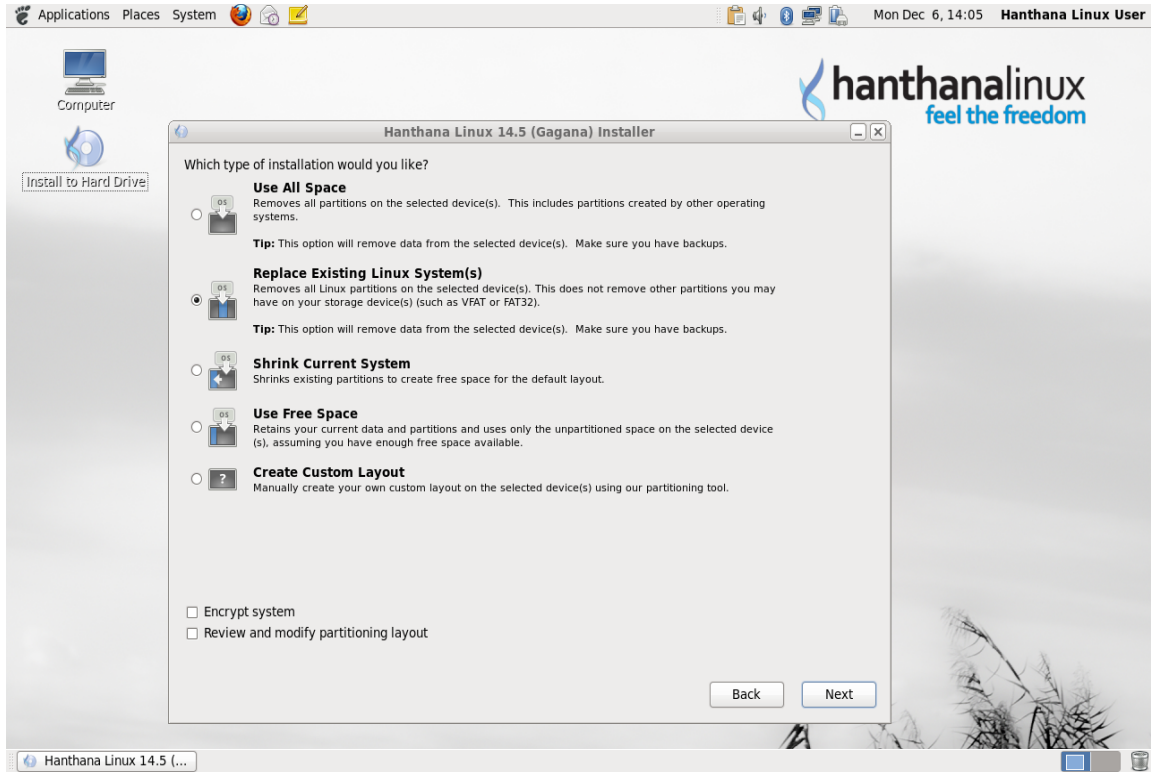 Applications Places System
Mon Dec 6, 14:05 Hanthana Linux User
Computer
Install to Hard Drive
hanthanalinux
feel the freedom
Hanthana Linux 14.5 (Gagana) Installer
Which type of installation would you like?
OS
Use All Space
Removes all partitions on the selected device(s). This includes partitions created by other operating
systems.
Tip: This option will remove data from the selected device(s). Make sure you have backups.
OS
Replace Existing Linux System(s)
Removes all Linux partitions on the selected device(s). This does not remove other partitions you may
have on your storage device(s) (such as VFAT or FAT32).
Tip: This option will remove data from the selected device(s). Make sure you have backups.
OS
Shrink Current System
Shrinks existing partitions to create free space for the default layout.
OS
Use Free Space
Retains your current data and partitions and uses only the unpartitioned space on the selected device
(s), assuming you have enough free space available.
?
Create Custom Layout
Manually create your own custom layout on the selected device(s) using our partitioning tool.
Encrypt system
Review and modify partitioning layout
Back Next
Hanthana Linux 14.5 (...